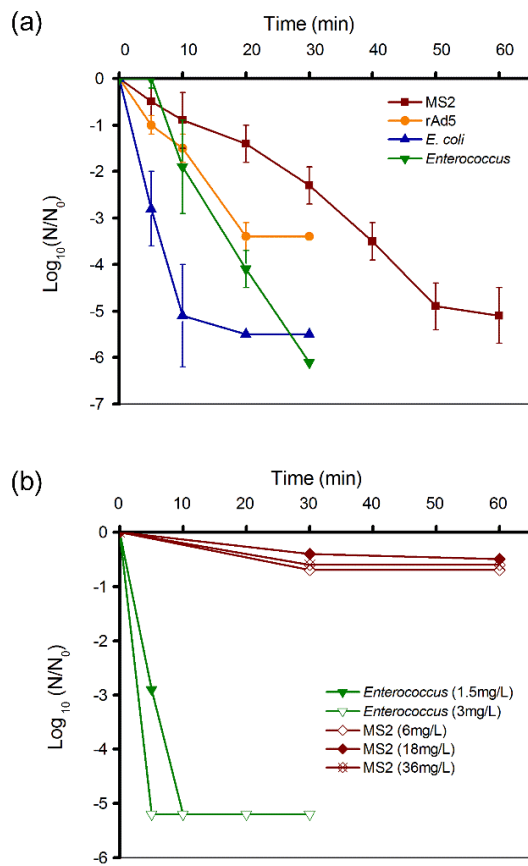 (a)
Time (min)
0 10 20 30 40 50 60
0
-1
-2
-3
-4
-5
-6
-7
Log10(N/N0)
MS2
rAd5
E. coli
Enterococcus
(b)
Time (min)
0 10 20 30 40 50 60
0
-1
-2
-3
-4
-5
-6
Log10 (N/N0)
Enterococcus (1.5mg/L)
Enterococcus (3mg/L)
MS2 (6mg/L)
MS2 (18mg/L)
MS2 (36mg/L)